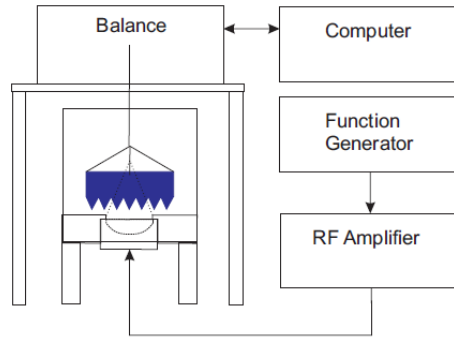 Balance
Computer
Function
Generator
RF Amplifier